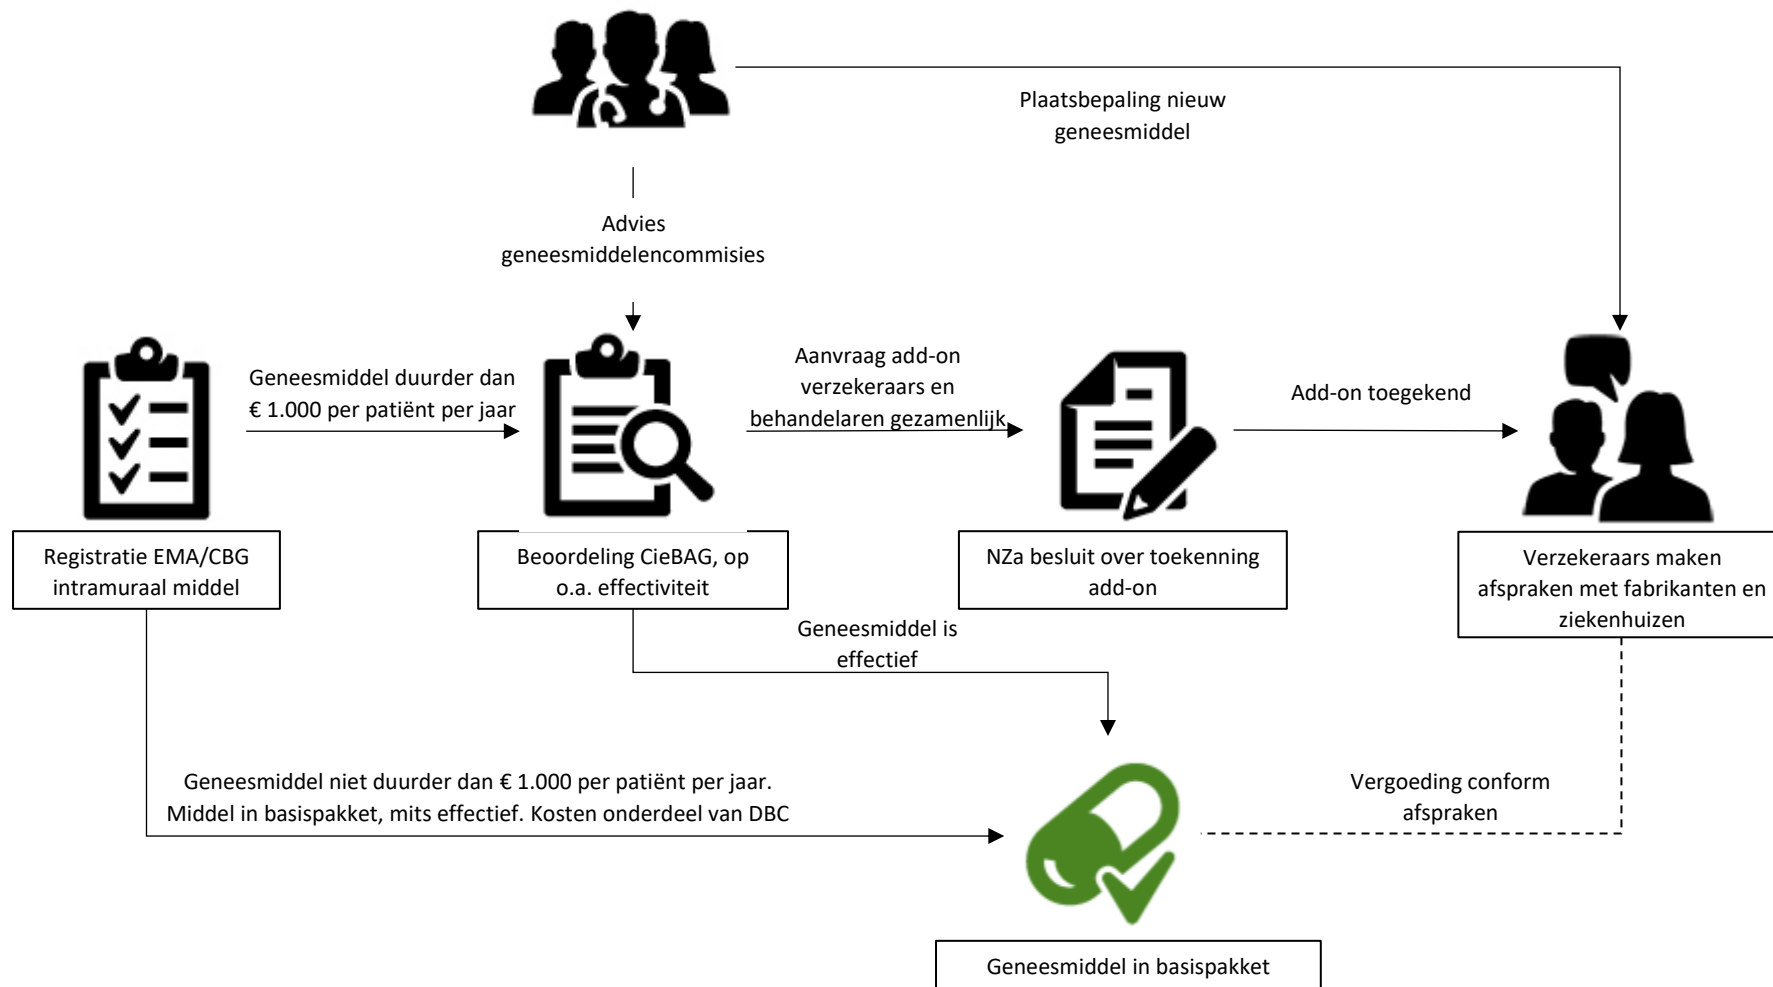 Plaatsbepaling nieuw
geneesmiddel
Advies
geneesmiddelencommisies
Geneesmiddel duurder dan
€ 1.000 per patiënt per jaar
Aanvraag add-on
verzekeraars en
behandelaren gezamenlijk
Add-on toegekend
Registratie EMA/CBG
intramuraal middel
Beoordeling CieBAG, op
o.a. effectiviteit
NZa besluit over toekenning
add-on
Verzekeraars maken
afspraken met fabrikanten en
ziekenhuizen
Geneesmiddel is
effectief
Geneesmiddel niet duurder dan € 1.000 per patiënt per jaar.
Middel in basispakket, mits effectief. Kosten onderdeel van DBC
Vergoeding conform
afspraken
Geneesmiddel in basispakket